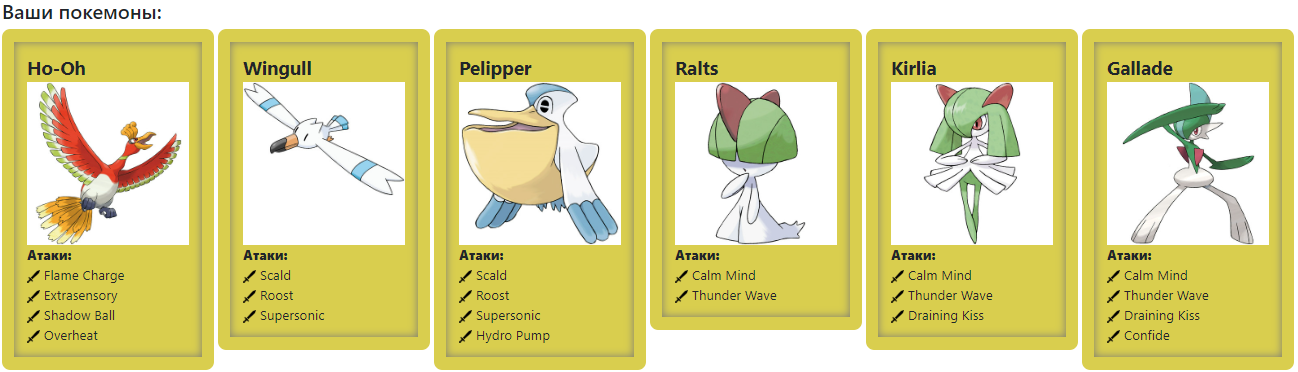 Ваши покемоны:
Ho-Oh
Атаки:
Flame Charge
Extrasensory
Shadow Ball
Overheat
Wingull
Атаки:
Scald
Roost
Supersonic
Pelipper
Атаки:
Scald
Roost
Supersonic
Hydro Pump
Ralts
Атаки:
Calm Mind
Thunder Wave
Kirlia
Атаки:
Calm Mind
Thunder Wave
Draining Kiss
Gallade
Атаки:
Calm Mind
Thunder Wave
Draining Kiss
Confide